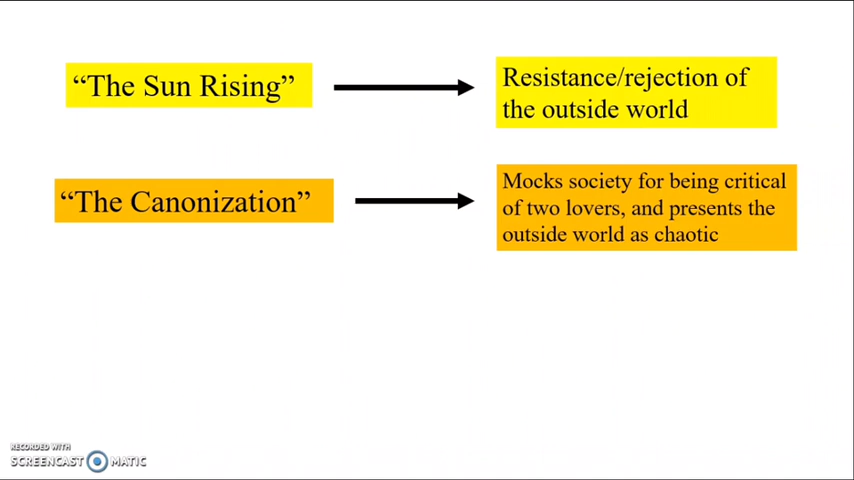 “The Sun Rising”
Resistance/rejection of
the outside world
“The Canonization”
Mocks society for being critical
of two lovers, and presents the
outside world as chaotic
RECORDED WITH
SCREENCAST MATIC